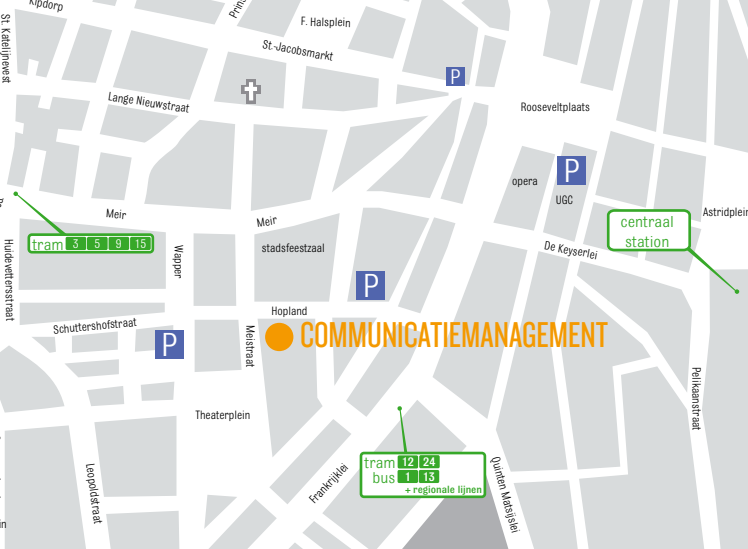 Kipdorp
F. Halsplein
St. Katelijnevest
St.-Jacobsmarkt
P
Lange Nieuwstraat
Rooseveltplaats
opera
P
UGC
Meir
Meir
Astridplein
centraal
station
tram 3 5 9 15
Huidevettersstraat
Wapper
stadsfeestzaal
De Keyserlei
P
Hopland
Schuttershofstraat
P
Meistraat
COMMUNICATIEMANAGEMENT
Pelikaanstraat
Theaterplein
tram 12 24
bus 1 13
+ regionale lijnen
Frankrijklei
Leopoldstraat
Quinten Matsijslei
in